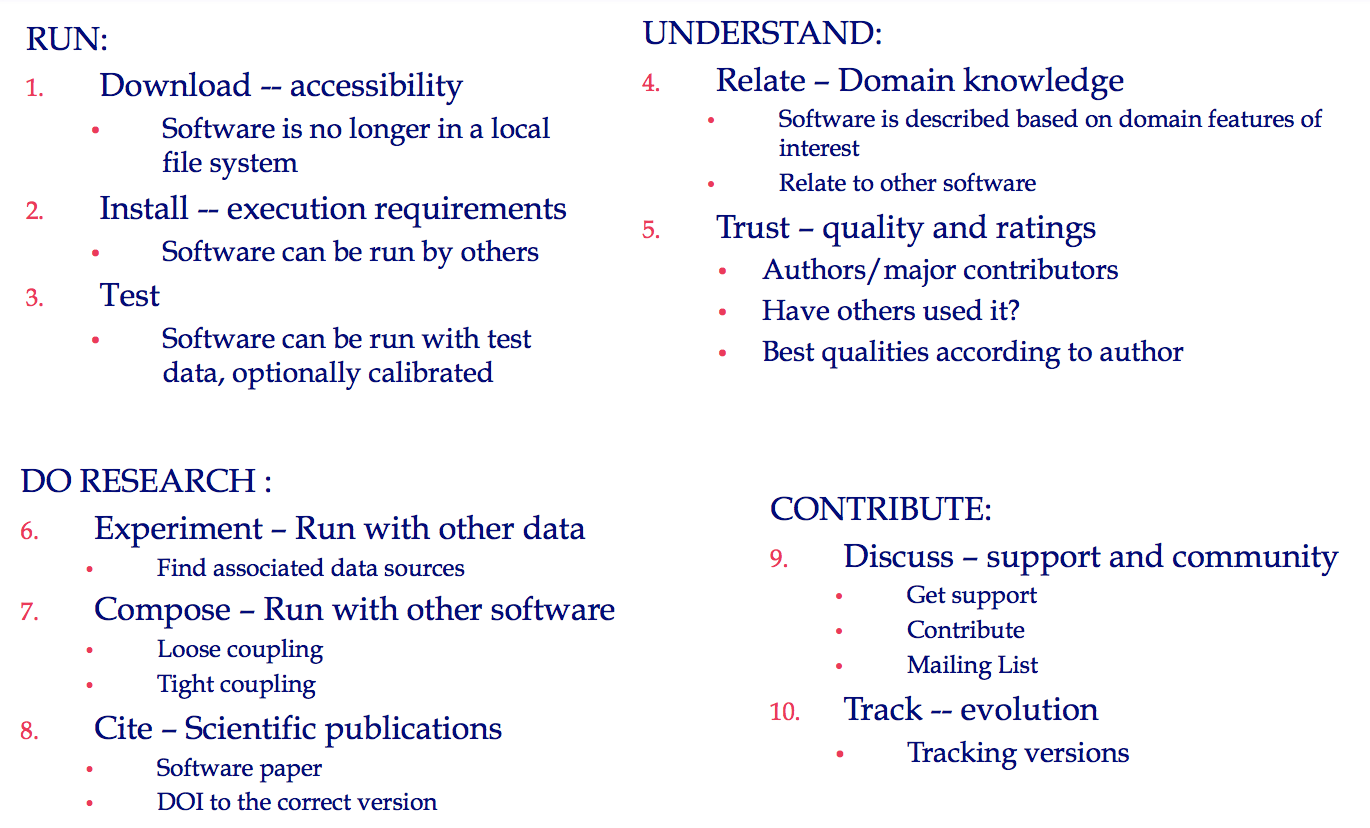 RUN:
1. Download -- accessibility
• Software is no longer in a local
file system
2. Install -- execution requirements
• Software can be run by others
3. Test
• Software can be run with test
data, optionally calibrated
UNDERSTAND:
4. Relate – Domain knowledge
• Software is described based on domain features of
interest
• Relate to other software
5. Trust – quality and ratings
• Authors/major contributors
• Have others used it?
• Best qualities according to author
DO RESEARCH :
6. Experiment – Run with other data
• Find associated data sources
7. Compose – Run with other software
• Loose coupling
• Tight coupling
8. Cite – Scientific publications
• Software paper
• DOI to the correct version
CONTRIBUTE:
9. Discuss – support and community
• Get support
• Contribute
• Mailing List
10. Track -- evolution
• Tracking versions